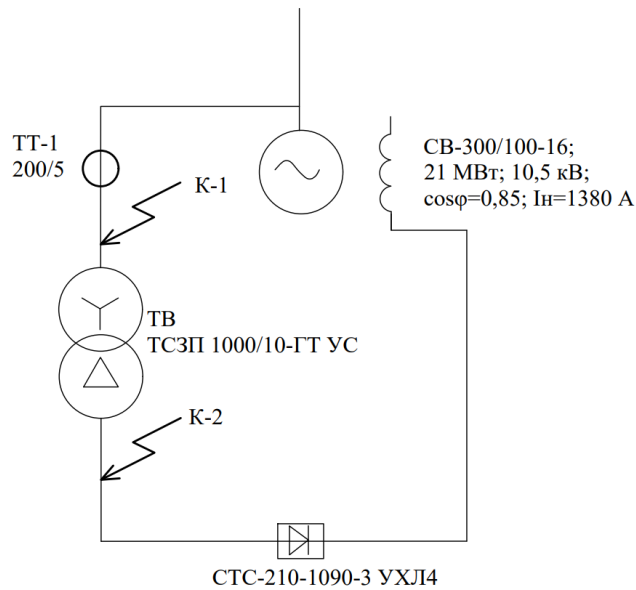 ТТ-1
200/5
К-1
СВ-300/100-16;
21 МВт; 10,5 кВ;
cosφ=0,85; Iн=1380 А
ТВ
ТСЗП 1000/10-ГТ УС
К-2
СТС-210-1090-3 УХЛ4